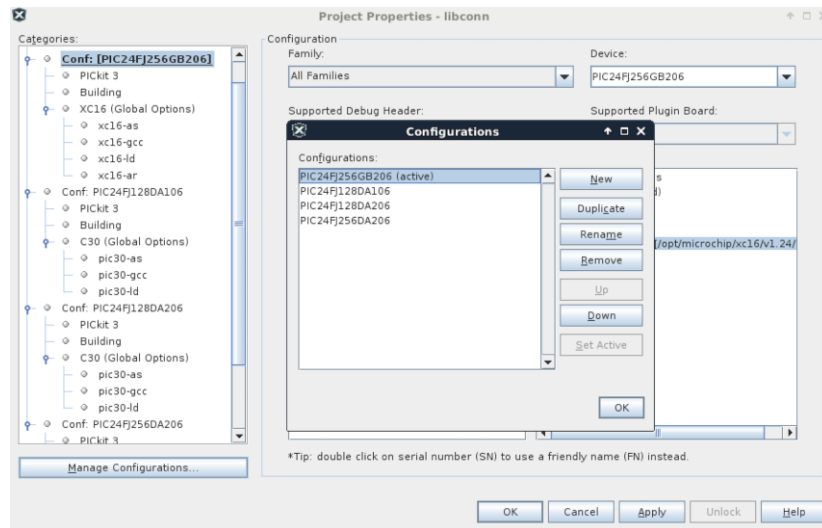 Project Properties - libconn
Categories:
Conf: [PIC24FJ256GB206]
PICkit 3
Building
XC16 (Global Options)
xc16-as
xc16-gcc
xc16-ld
xc16-ar
Conf: PIC24FJ128DA106
PICkit 3
Building
C30 (Global Options)
pic30-as
pic30-gcc
pic30-ld
Conf: PIC24FJ128DA206
PICkit 3
Building
C30 (Global Options)
pic30-as
pic30-gcc
pic30-ld
Conf: PIC24FJ256DA206
PICkit 3
Manage Configurations...
Configuration
Family:
All Families
Device:
PIC24FJ256GB206
Supported Debug Header:
Supported Plugin Board:
Configurations
Configurations:
PIC24FJ256GB206 (active)
PIC24FJ128DA106
PIC24FJ128DA206
PIC24FJ256DA206
New
Duplicate
Rename
Remove
Up
Down
Set Active
OK
[/opt/microchip/xc16/v1.24/
*Tip: double click on serial number (SN) to use a friendly name (FN) instead.
OK
Cancel
Apply
Unlock
Help